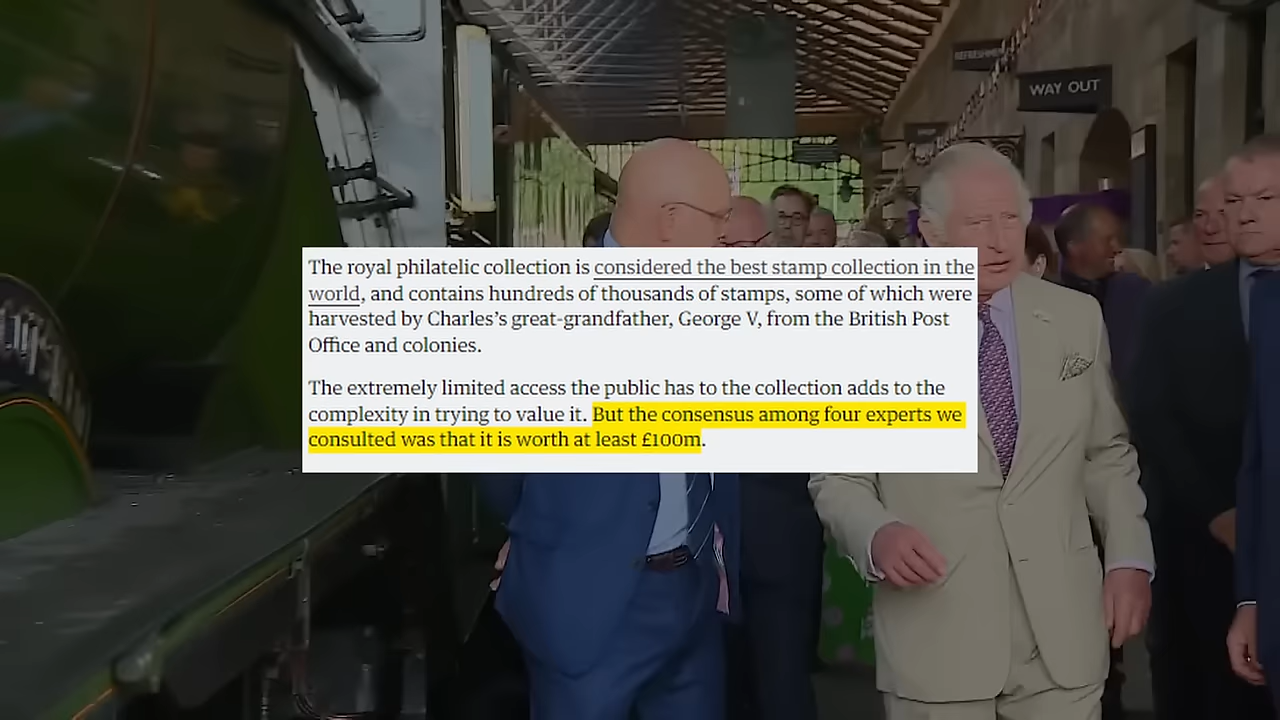 REFRESHMENT
WAY OUT
The royal philatelic collection is considered the best stamp collection in the
world, and contains hundreds of thousands of stamps, some of which were
harvested by Charles’s great-grandfather, George V, from the British Post
Office and colonies.
The extremely limited access the public has to the collection adds to the
complexity in trying to value it. But the consensus among four experts we
consulted was that it is worth at least £100m.